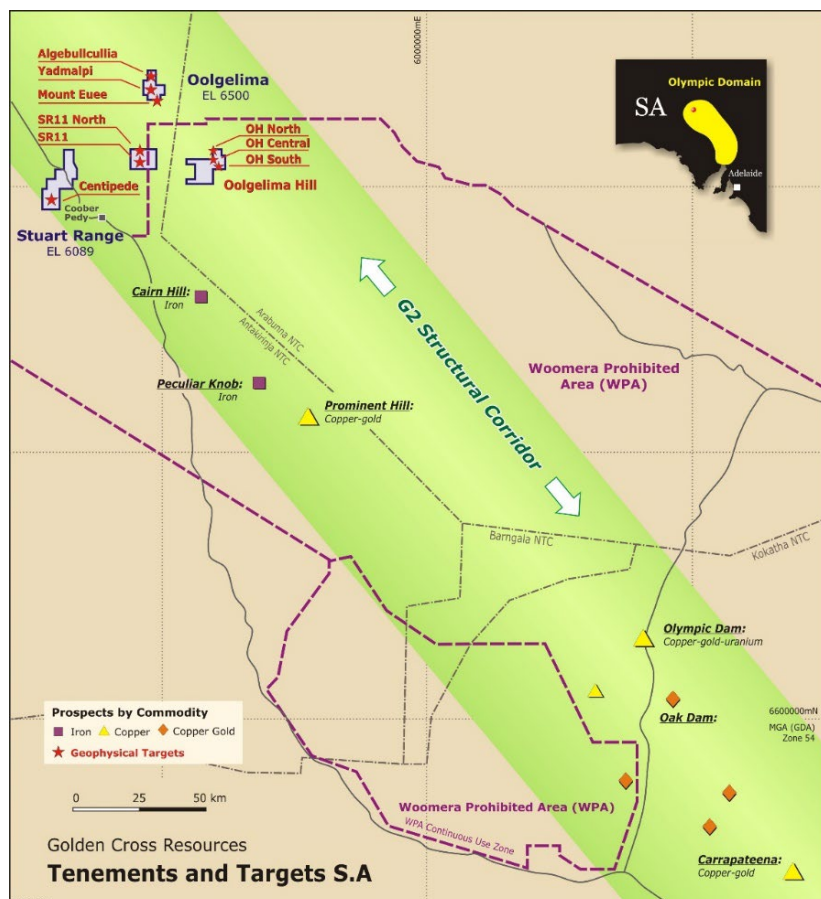 Algebullcullia
Yadmalpi
Mount Euee
Oolgelima
EL 6500
SR11 North
SR11
OH North
OH Central
OH South
Oolgelima Hill
Centipede
Coober
Pedy
Stuart Range
EL 6089
6000000mE
Olympic Domain
SA
Adelaide
Cairn Hill:
Iron
Arabunna NTC
Antakirinja NTC
Peculiar Knob:
Iron
Prominent Hill:
Copper-gold
G2 Structural Corridor
Woomera Prohibited
Area (WPA)
Barngala NTC
Kokatha NTC
Olympic Dam:
Copper-gold-uranium
Oak Dam:
6600000mN
MGA (GDA)
Zone 54
Prospects by Commodity
Iron Copper Copper Gold
Geophysical Targets
0 25 50 km
Woomera Prohibited Area (WPA)
WPA Continuous Use Zone
Carrapateena:
Copper-gold
Golden Cross Resources
Tenements and Targets S.A